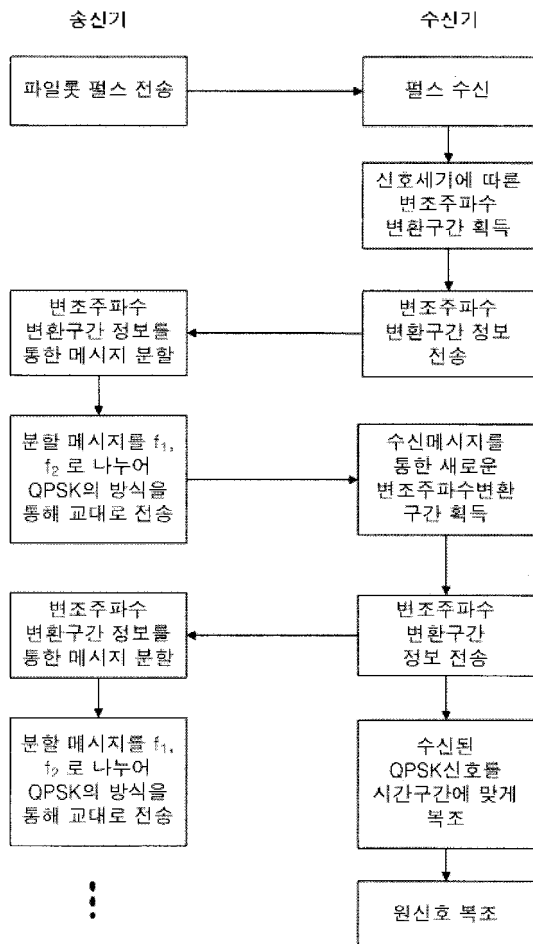 송신기
수신기
파일롯 펄스 전송
펄스 수신
신호세기에 따른
변조주파수
변환구간 획득
변조주파수
변환구간 정보를
통한 메시지 분할
변조주파수
변환구간 정보
전송
분할 메시지를 f₁,
f₂ 로 나누어
QPSK의 방식을
통해 교대로 전송
수신메시지를
통한 새로운
변조주파수변환
구간 획득
변조주파수
변환구간 정보를
통한 메시지 분할
변조주파수
변환구간
정보 전송
분할 메시지를 f₁,
f₂ 로 나누어
QPSK의 방식을
통해 교대로 전송
수신된
QPSK신호를
시간구간에 맞게
복조
원신호 복조